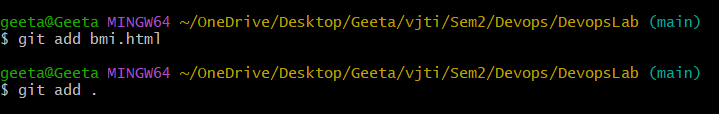 geeta@Geeta MINGW64 ~/OneDrive/Desktop/Geeta/vjti/Sem2/Devops/DevopsLab (main)
$ git add bmi.html
geeta@Geeta MINGW64 ~/OneDrive/Desktop/Geeta/vjti/Sem2/Devops/DevopsLab (main)
$ git add .